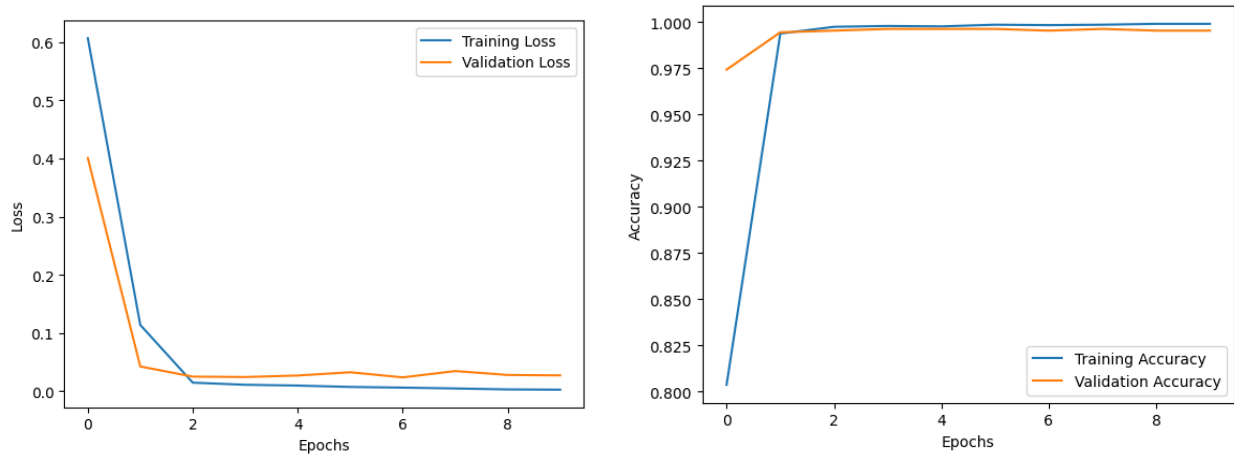 0.6
0.5
0.4
0.3
0.2
0.1
0.0
Loss
Training Loss
Validation Loss
0 2 4 6 8
Epochs
1.000
0.975
0.950
0.925
0.900
0.875
0.850
0.825
0.800
Accuracy
Training Accuracy
Validation Accuracy
0 2 4 6 8
Epochs